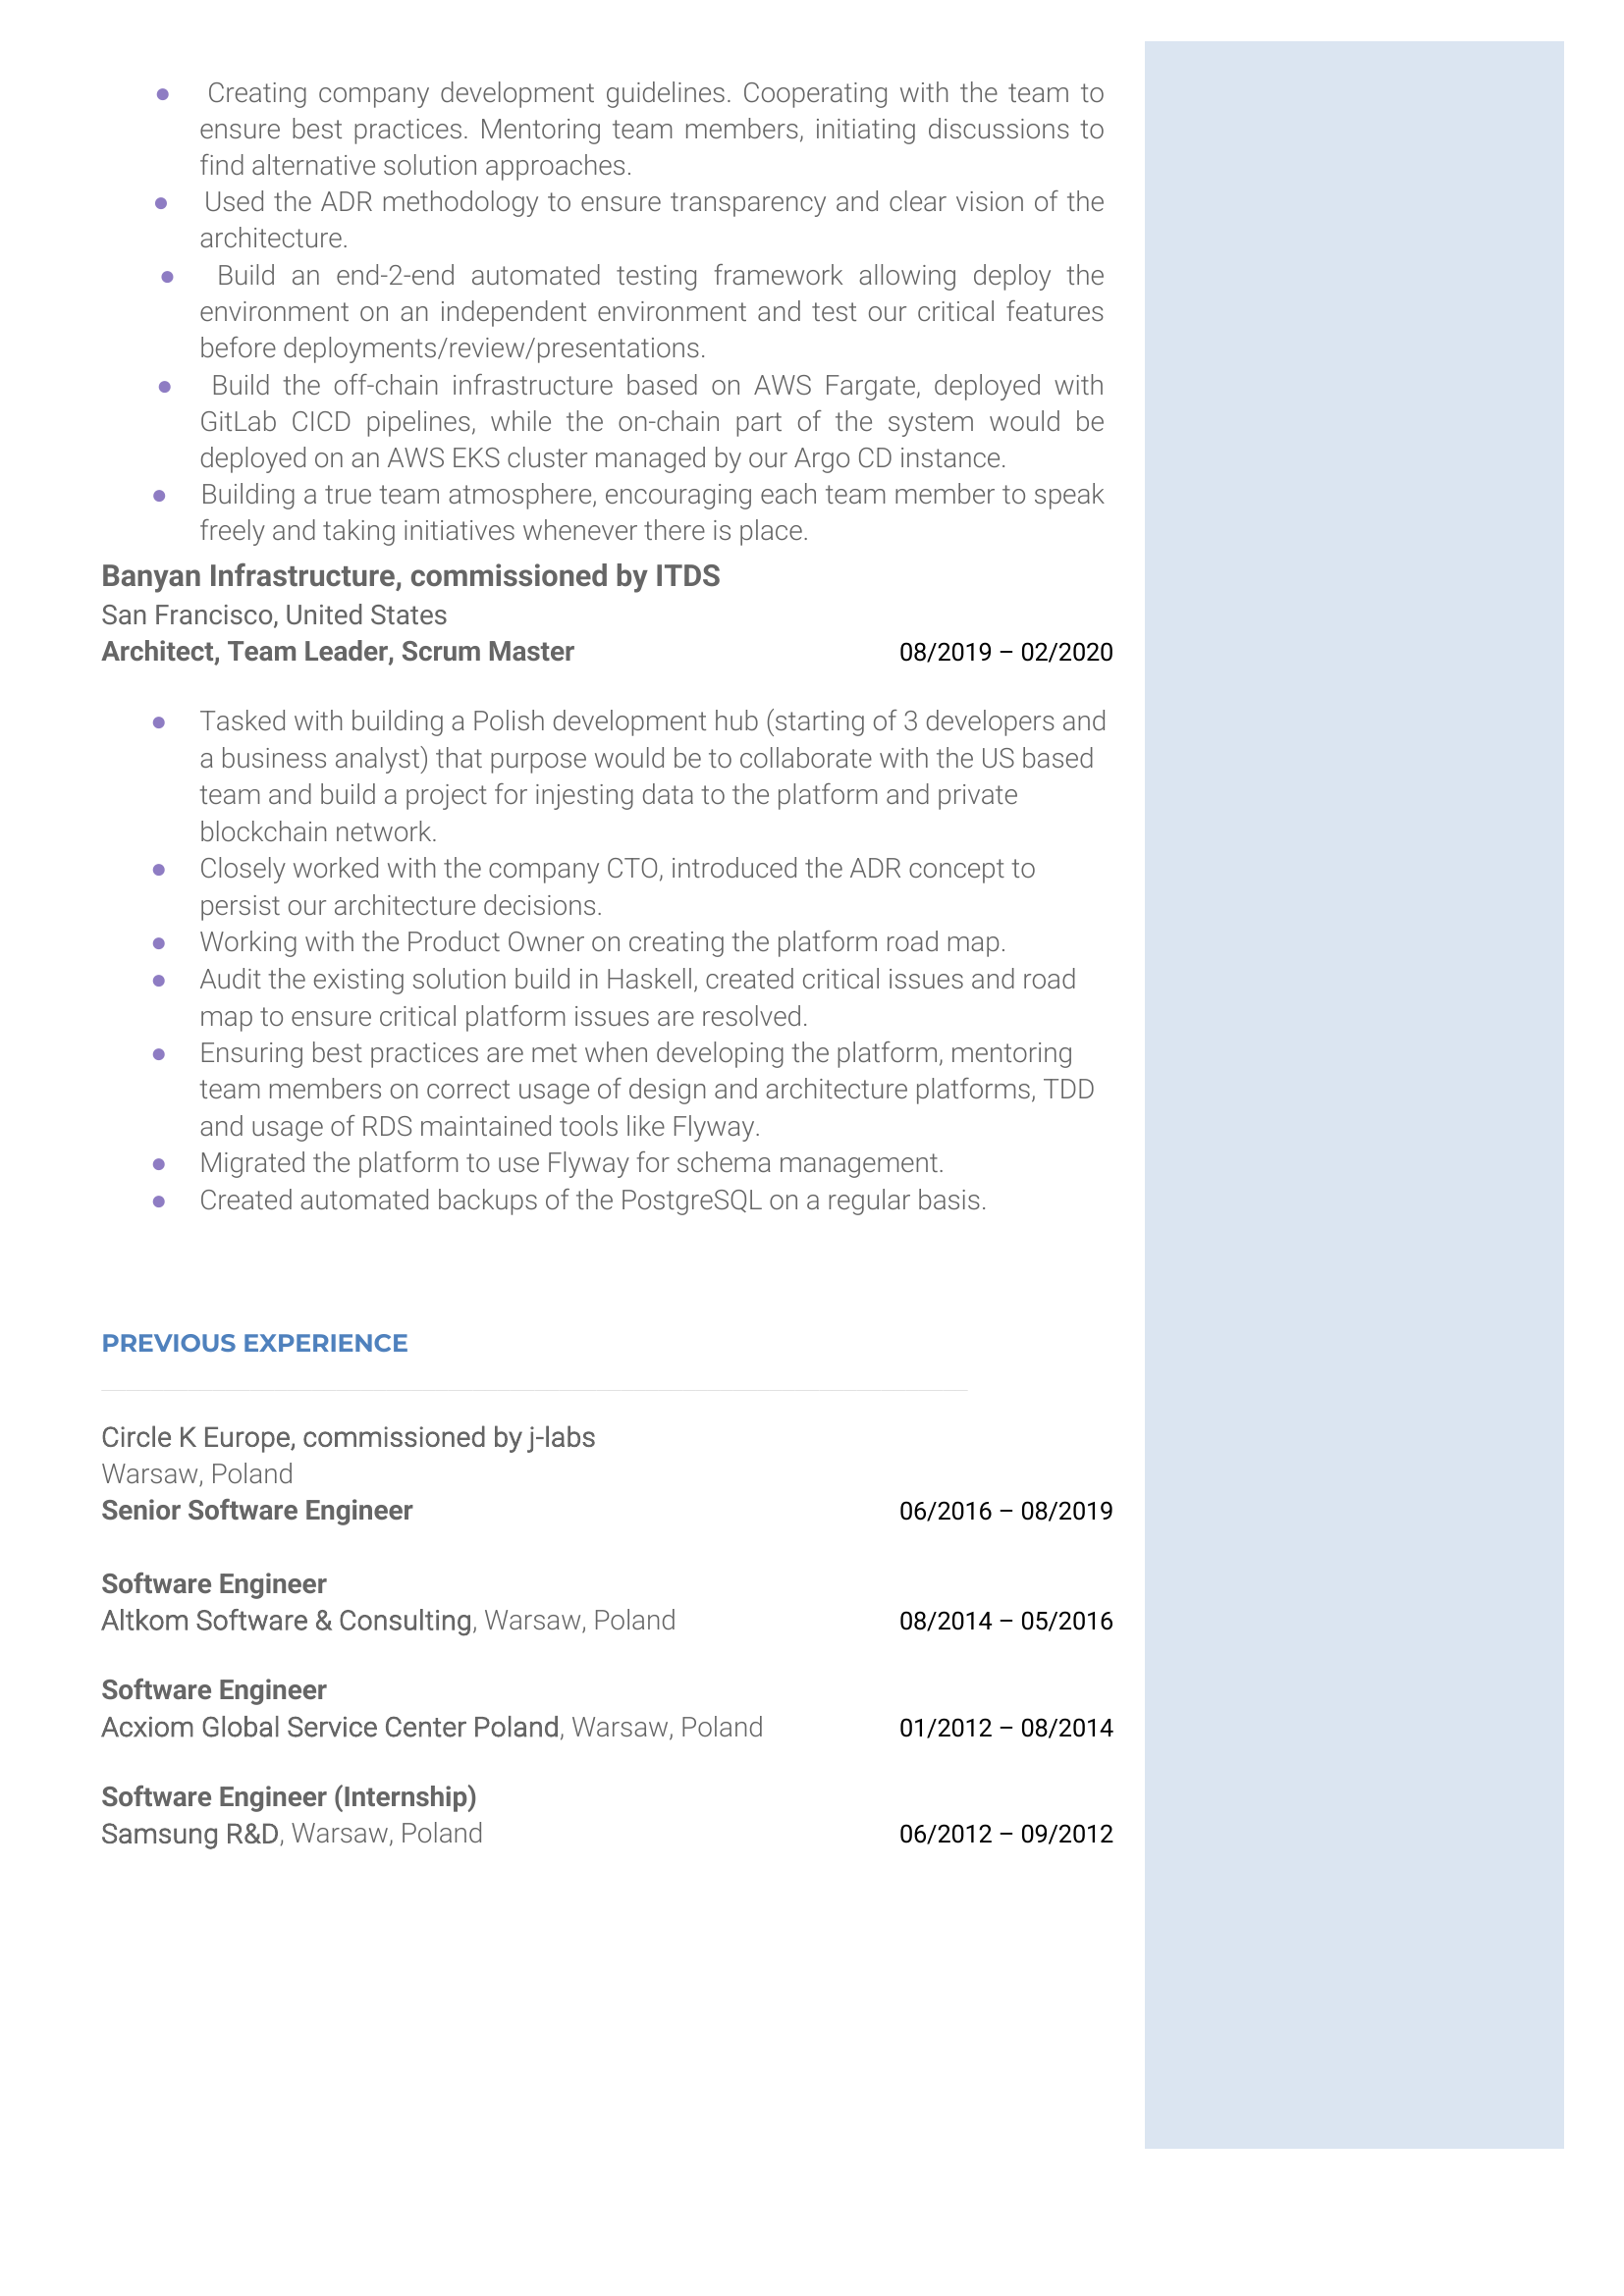 ● Creating company development guidelines. Cooperating with the team to
ensure best practices. Mentoring team members, initiating discussions to
find alternative solution approaches.
● Used the ADR methodology to ensure transparency and clear vision of the
architecture.
● Build an end-2-end automated testing framework allowing deploy the
environment on an independent environment and test our critical features
before deployments/review/presentations.
● Build the off-chain infrastructure based on AWS Fargate, deployed with
GitLab CICD pipelines, while the on-chain part of the system would be
deployed on an AWS EKS cluster managed by our Argo CD instance.
● Building a true team atmosphere, encouraging each team member to speak
freely and taking initiatives whenever there is place.
Banyan Infrastructure, commissioned by ITDS
San Francisco, United States
Architect, Team Leader, Scrum Master 08/2019 – 02/2020
● Tasked with building a Polish development hub (starting of 3 developers and
a business analyst) that purpose would be to collaborate with the US based
team and build a project for injesting data to the platform and private
blockchain network.
● Closely worked with the company CTO, introduced the ADR concept to
persist our architecture decisions.
● Working with the Product Owner on creating the platform road map.
● Audit the existing solution build in Haskell, created critical issues and road
map to ensure critical platform issues are resolved.
● Ensuring best practices are met when developing the platform, mentoring
team members on correct usage of design and architecture platforms, TDD
and usage of RDS maintained tools like Flyway.
● Migrated the platform to use Flyway for schema management.
● Created automated backups of the PostgreSQL on a regular basis.
PREVIOUS EXPERIENCE
Circle K Europe, commissioned by j-labs
Warsaw, Poland
Senior Software Engineer 06/2016 – 08/2019
Software Engineer
Altkom Software & Consulting, Warsaw, Poland 08/2014 – 05/2016
Software Engineer
Acxiom Global Service Center Poland, Warsaw, Poland 01/2012 – 08/2014
Software Engineer (Internship)
Samsung R&D, Warsaw, Poland 06/2012 – 09/2012